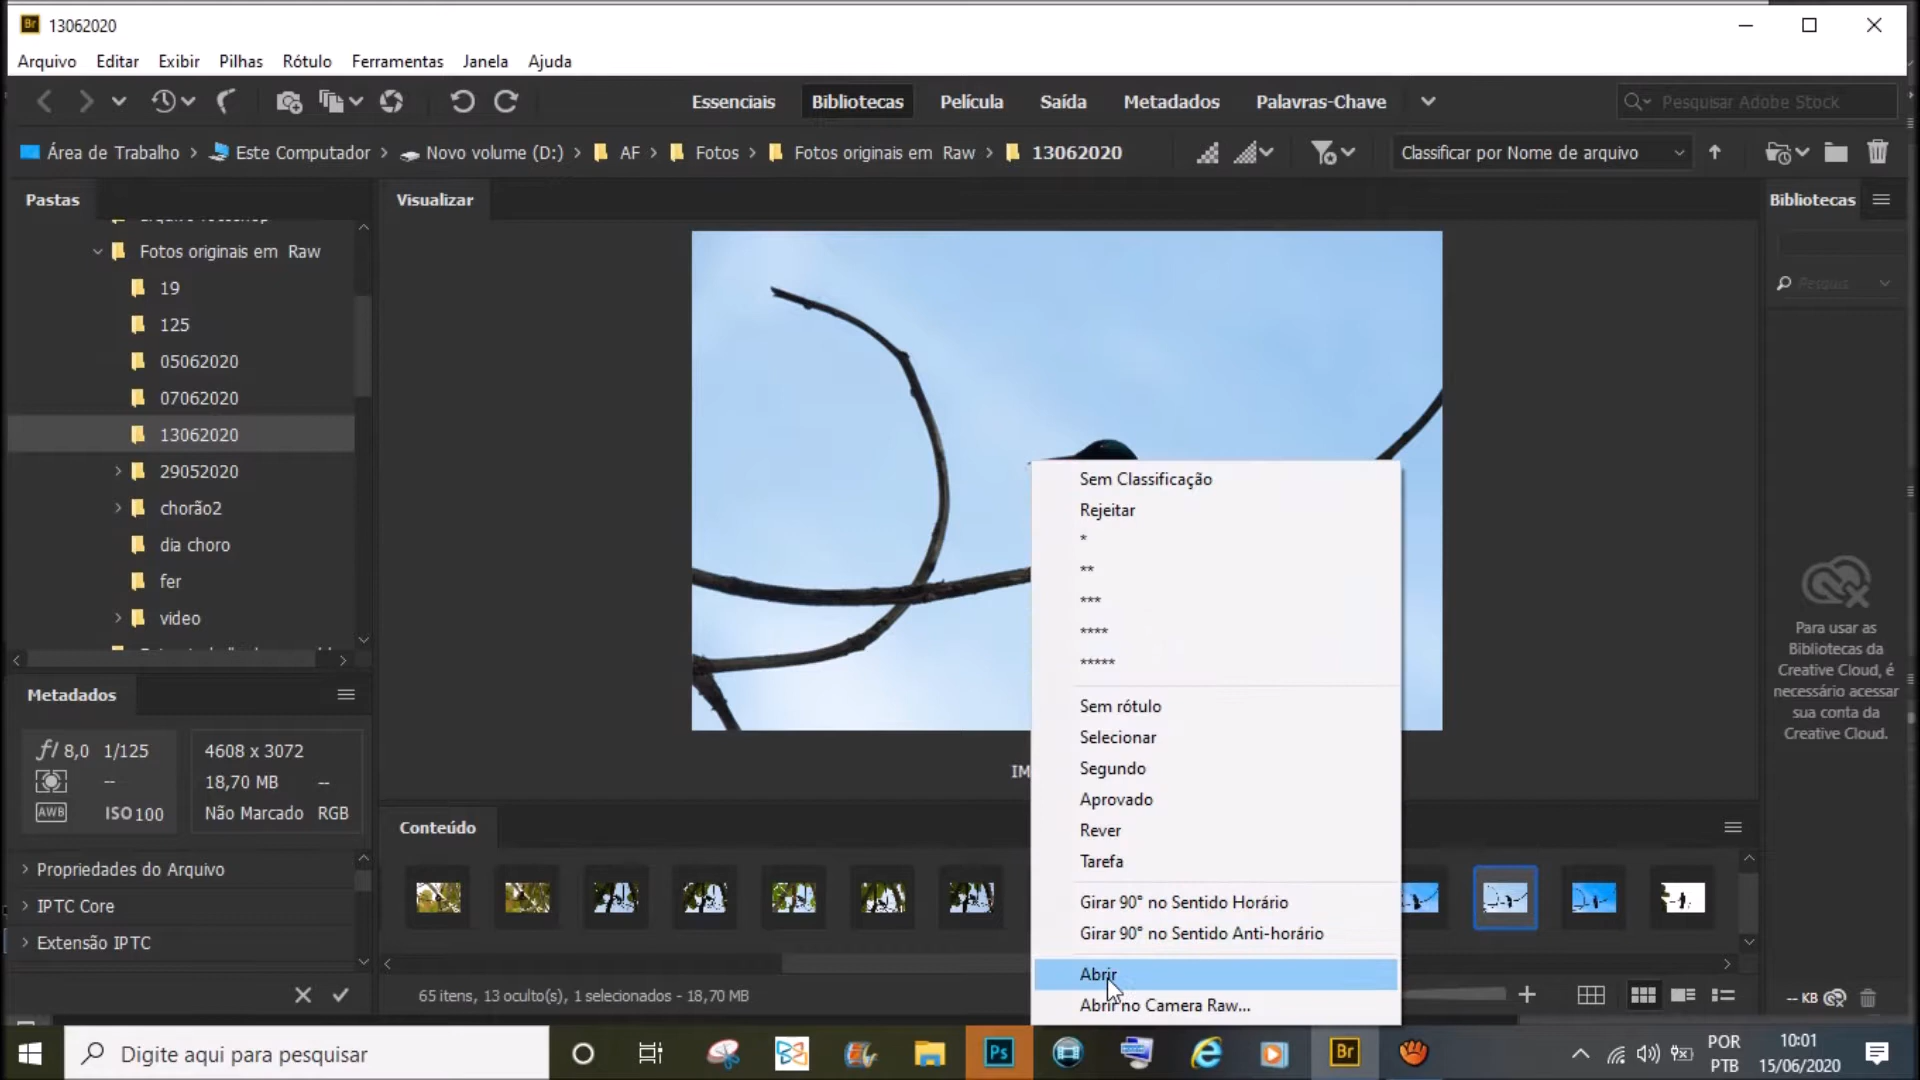 Br 13062020
Arquivo Editar Exibir Pilhas Rótulo Ferramentas Janela Ajuda
Essenciais Bibliotecas Película Saída Metadados Palavras-Chave
Pesquisar Adobe Stock
Área de Trabalho Este Computador Novo volume (D:) AF Fotos Fotos originais em Raw 13062020
Classificar por Nome de arquivo
Pastas
Fotos originais em Raw
19
125
05062020
07062020
13062020
29052020
chorão2
dia choro
fer
video
Visualizar
IM
Bibliotecas
Para usar as
Bibliotecas da
Creative Cloud, é
necessário acessar
sua conta da
Creative Cloud.
Metadados
f/ 8,0 1/125
--
AWB ISO100
4608 x 3072
18,70 MB --
Não Marcado RGB
Propriedades do Arquivo
IPTC Core
Extensão IPTC
Conteúdo
65 itens, 13 oculto(s), 1 selecionados - 18,70 MB
-- KB
Sem Classificação
Rejeitar
*
**
***
****
*****
Sem rótulo
Selecionar
Segundo
Aprovado
Rever
Tarefa
Girar 90° no Sentido Horário
Girar 90° no Sentido Anti-horário
Abrir
Abrir no Camera Raw...
Digite aqui para pesquisar
Ps
Br
POR
PTB
10:01
15/06/2020